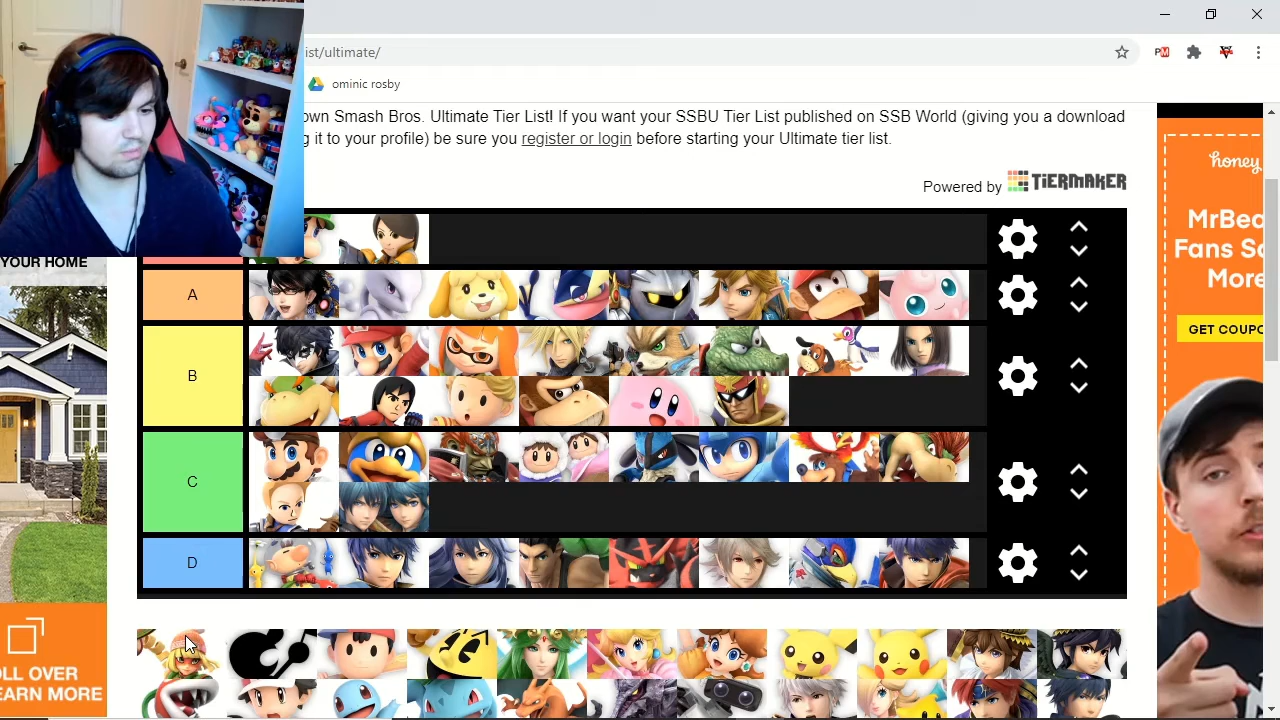 ist/ultimate/
PM
ominic rosby
own Smash Bros. Ultimate Tier List! If you want your SSBU Tier List published on SSB World (giving you a download
g it to your profile) be sure you register or login before starting your Ultimate tier list.
Powered by TIERMAKER
honey
MrBea
Fans Sa
More
GET COUPO
YOUR HOME
A
B
C
D
OLL OVER
EARN MORE